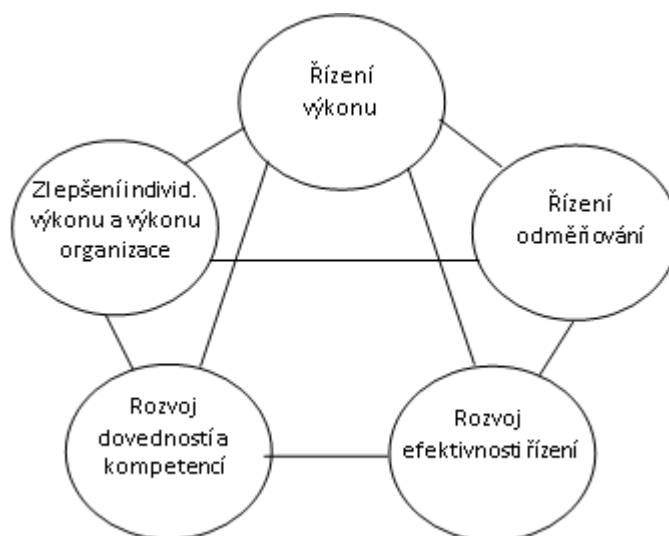 Řízení
výkonu
Zlepšení individ.
výkonu a výkonu
organizace
Řízení
odměňování
Rozvoj
dovedností a
kompetencí
Rozvoj
efektivnosti řízení